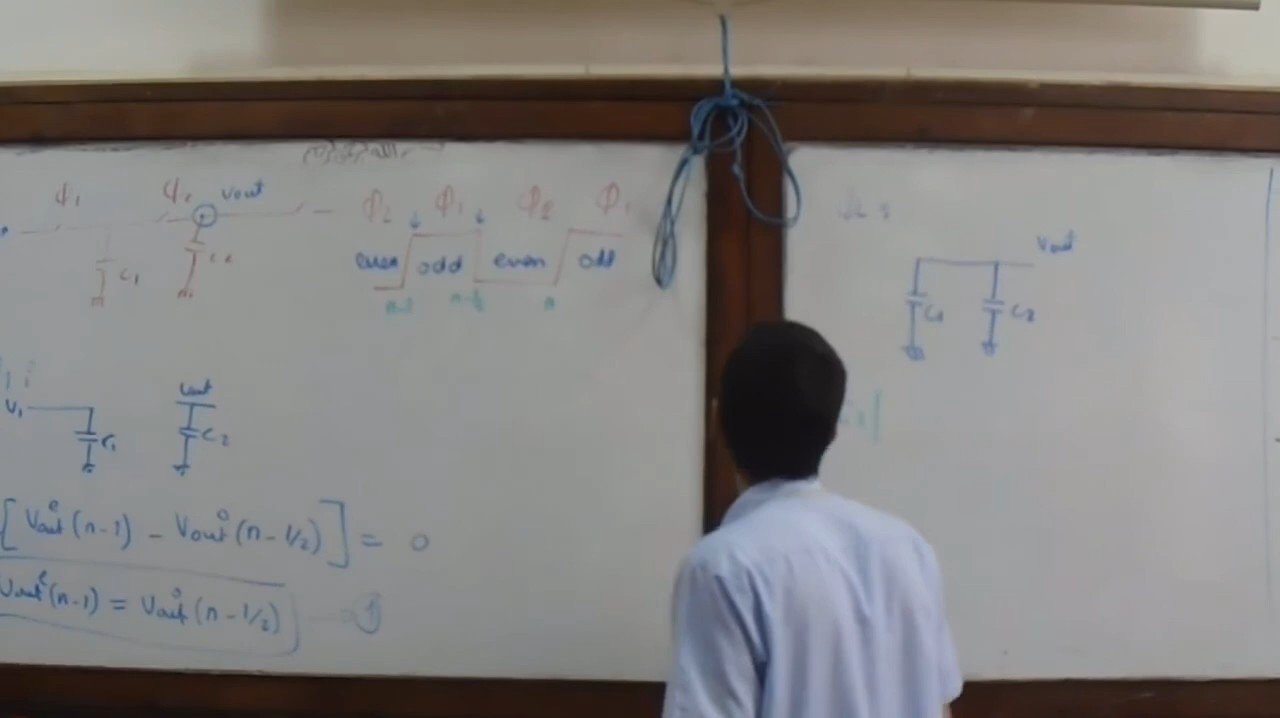 Φ1 Φ2 Vout
C1 C2
Φ2 Φ1 Φ2 Φ1
even odd even odd
n-1 n-½ n
V1 C1
Vout C2
[Vout^e(n-1) - Vout^o(n-1/2)] = 0
Vout^e(n-1) = Vout^o(n-1/2) → ①
Vout
C1 C2